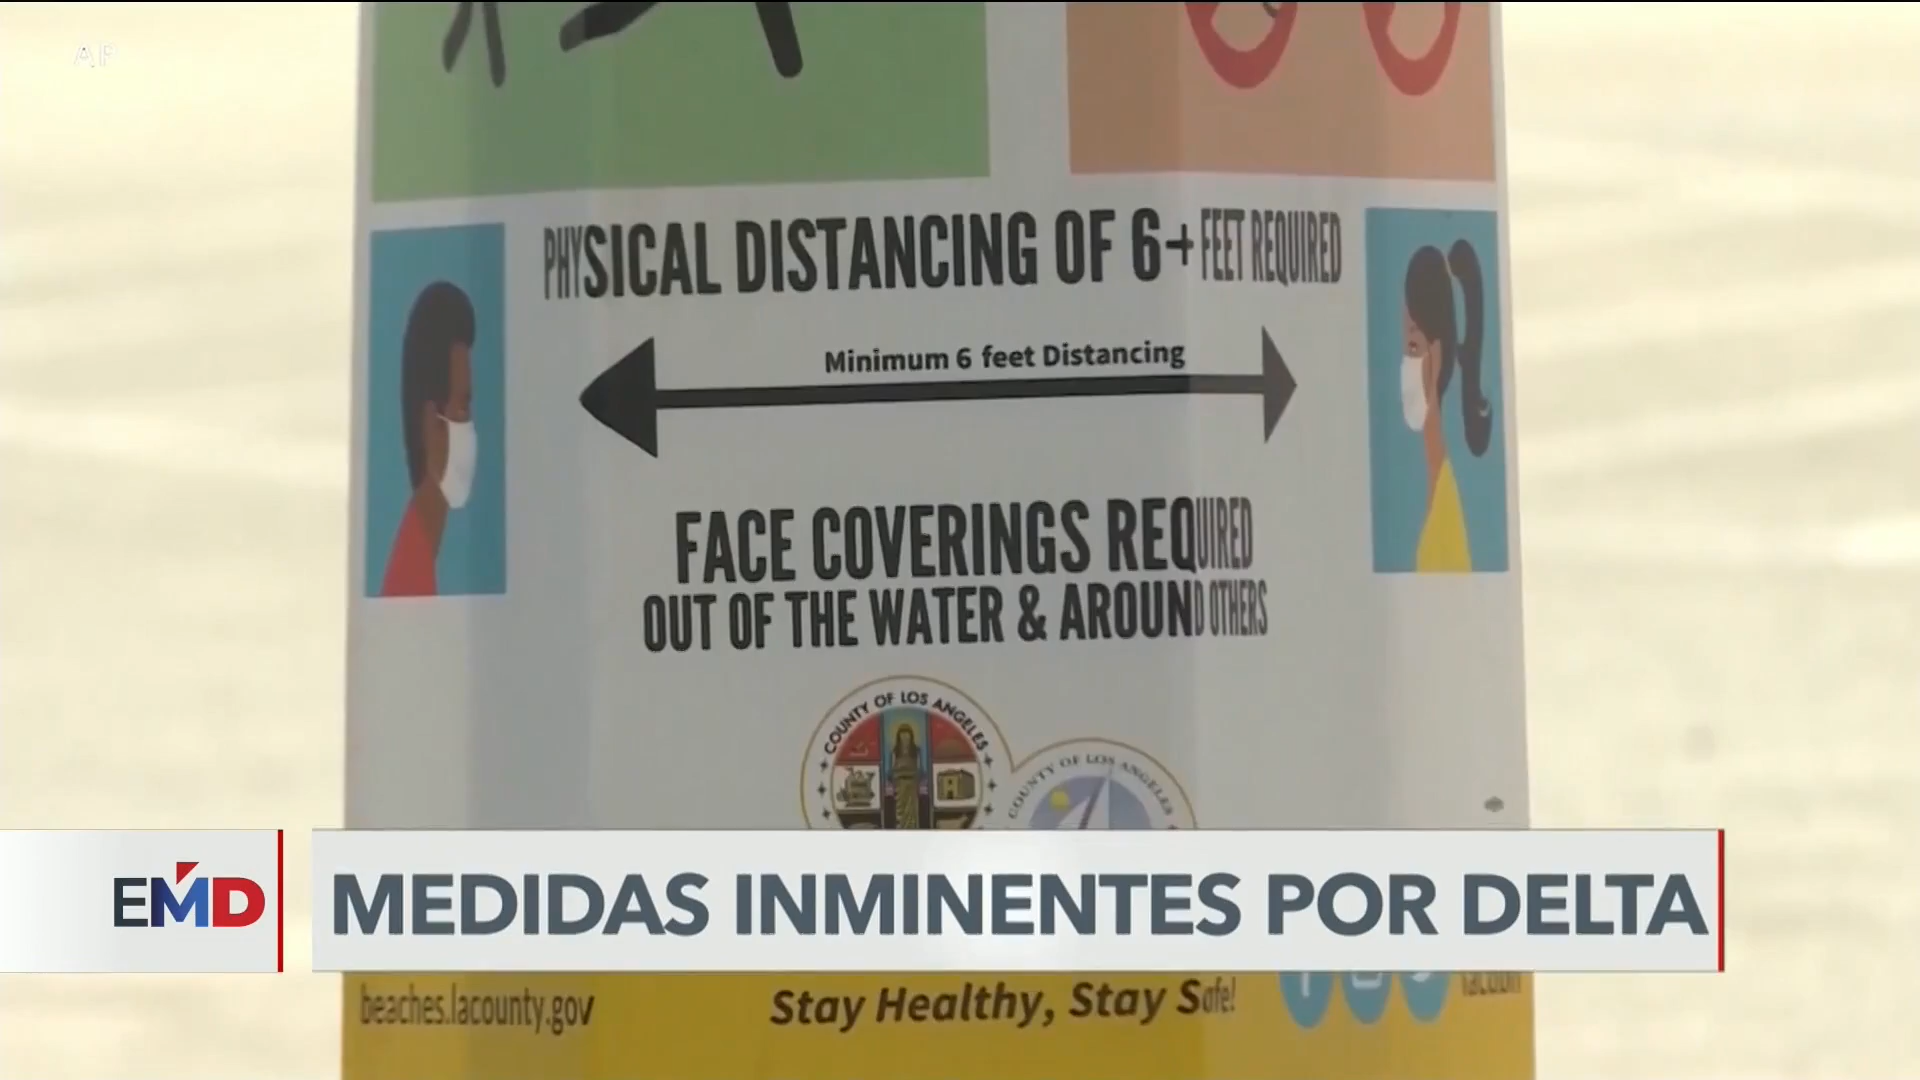 AP
PHYSICAL DISTANCING OF 6+ FEET REQUIRED
Minimum 6 feet Distancing
FACE COVERINGS REQUIRED
OUT OF THE WATER & AROUND OTHERS
COUNTY OF LOS ANGELES
COUNTY OF LOS ANGELES
EMD
MEDIDAS INMINENTES POR DELTA
beaches.lacounty.gov
Stay Healthy, Stay Safe!